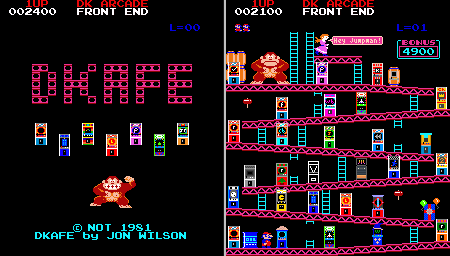 1UP DK ARCADE
002400 FRONT END
L=00
DKAFE
© NOT 1981
DKAFE by JON WILSON
1UP DK ARCADE
002100 FRONT END
L=01
Hey Jumpman!
BONUS
4900